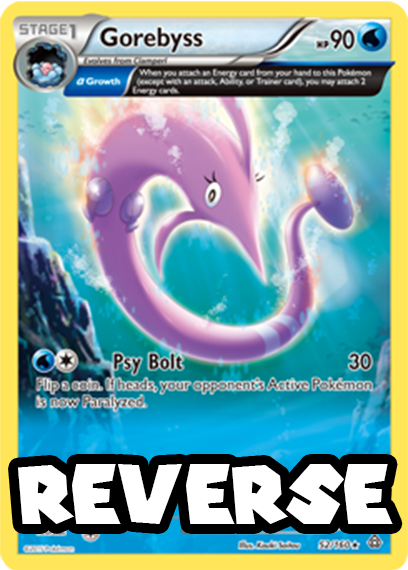 STAGE 1
Gorebyss
HP 90
Evolves from Clamperl
α Growth
When you attach an Energy card from your hand to this Pokémon
(except with an attack, Ability, or Trainer card), you may attach 2
Energy cards.
Psy Bolt 30
Flip a coin. If heads, your opponent's Active Pokémon
is now Paralyzed.
REVERSE
©2015 Pokémon
Illus. Kouki Saitou
52/160